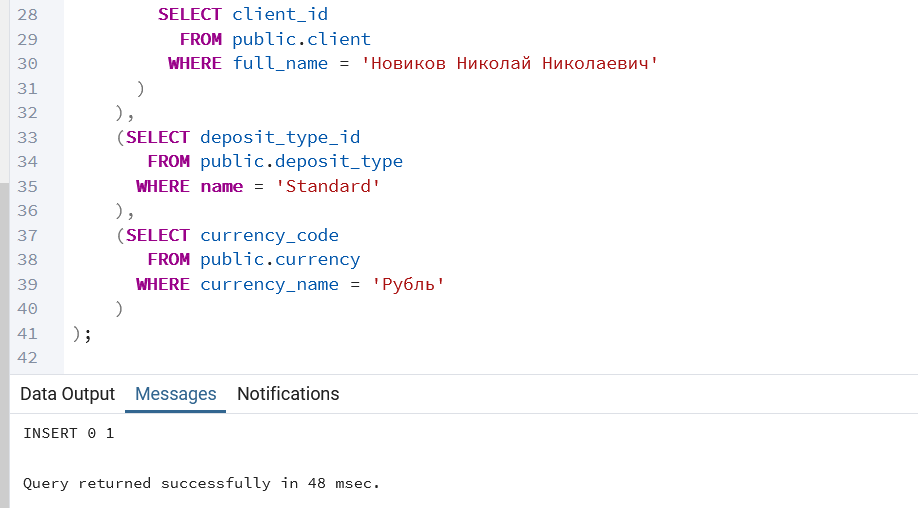 28 SELECT client_id
29 FROM public.client
30 WHERE full_name = 'Новиков Николай Николаевич'
31 )
32 ),
33 (SELECT deposit_type_id
34 FROM public.deposit_type
35 WHERE name = 'Standard'
36 ),
37 (SELECT currency_code
38 FROM public.currency
39 WHERE currency_name = 'Рубль'
40 )
41 );
42
Data Output Messages Notifications
INSERT 0 1
Query returned successfully in 48 msec.